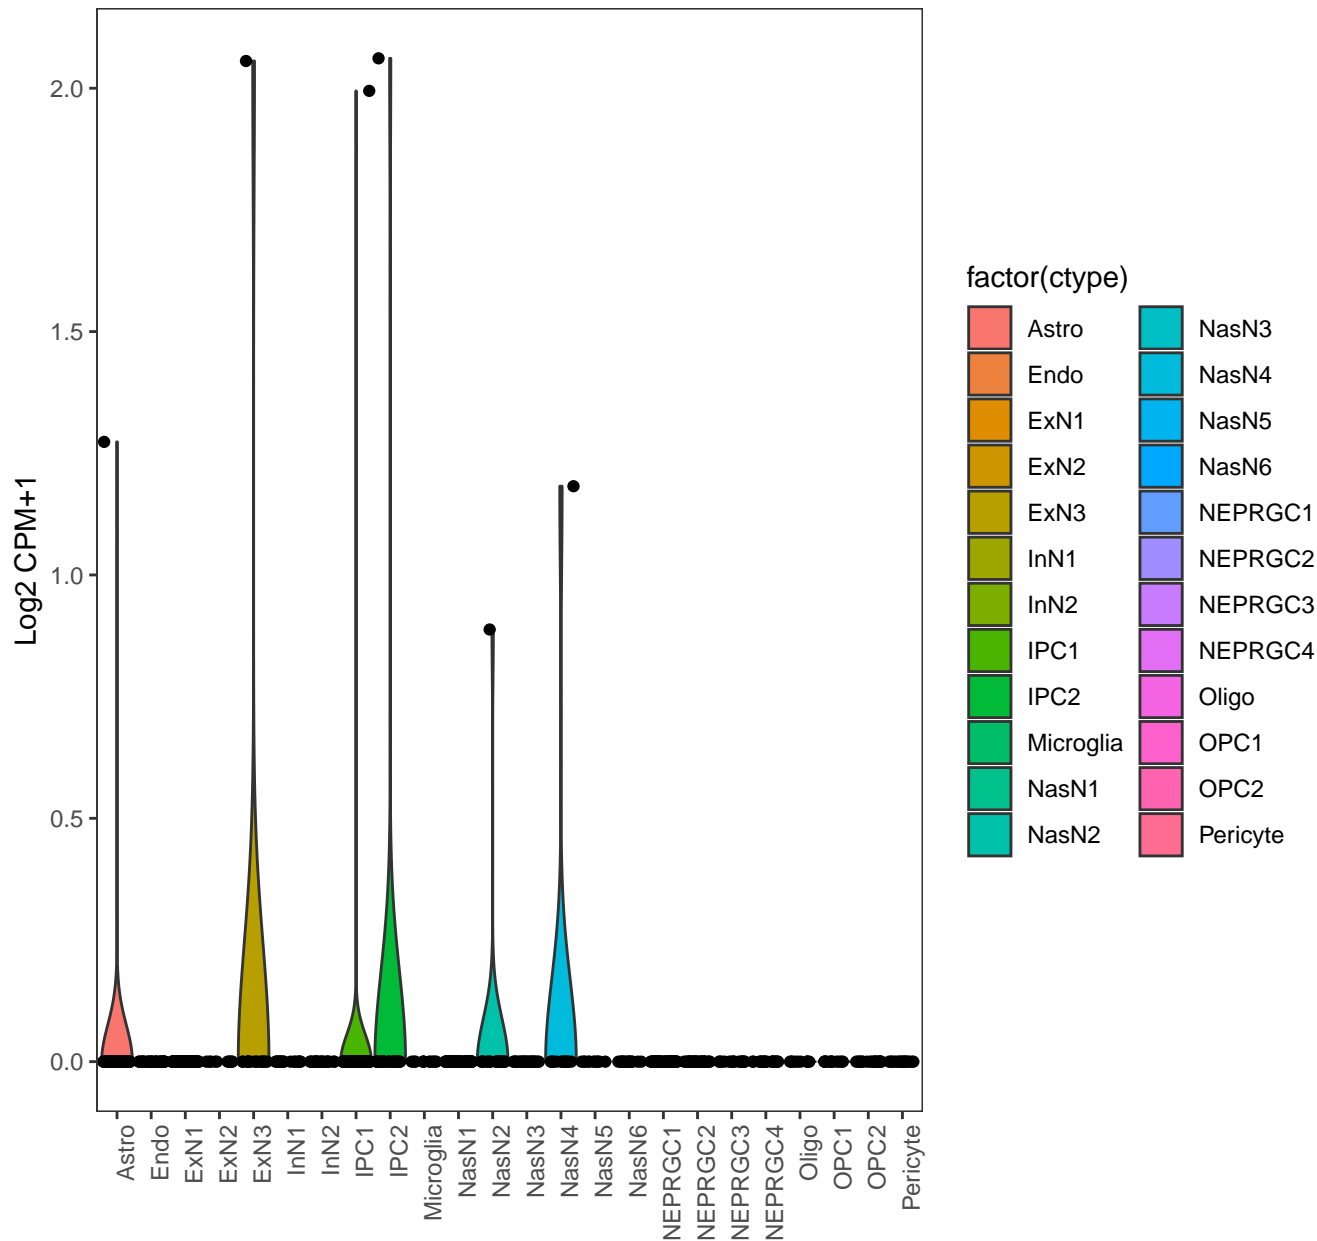 2.0
1.5
1.0
0.5
0.0
Log2 CPM+1
Astro
Endo
ExN1
ExN2
ExN3
InN1
InN2
IPC1
IPC2
Microglia
NasN1
NasN2
NasN3
NasN4
NasN5
NasN6
NEPRGC1
NEPRGC2
NEPRGC3
NEPRGC4
Oligo
OPC1
OPC2
Pericyte
factor(ctype)
Astro
Endo
ExN1
ExN2
ExN3
InN1
InN2
IPC1
IPC2
Microglia
NasN1
NasN2
NasN3
NasN4
NasN5
NasN6
NEPRGC1
NEPRGC2
NEPRGC3
NEPRGC4
Oligo
OPC1
OPC2
Pericyte